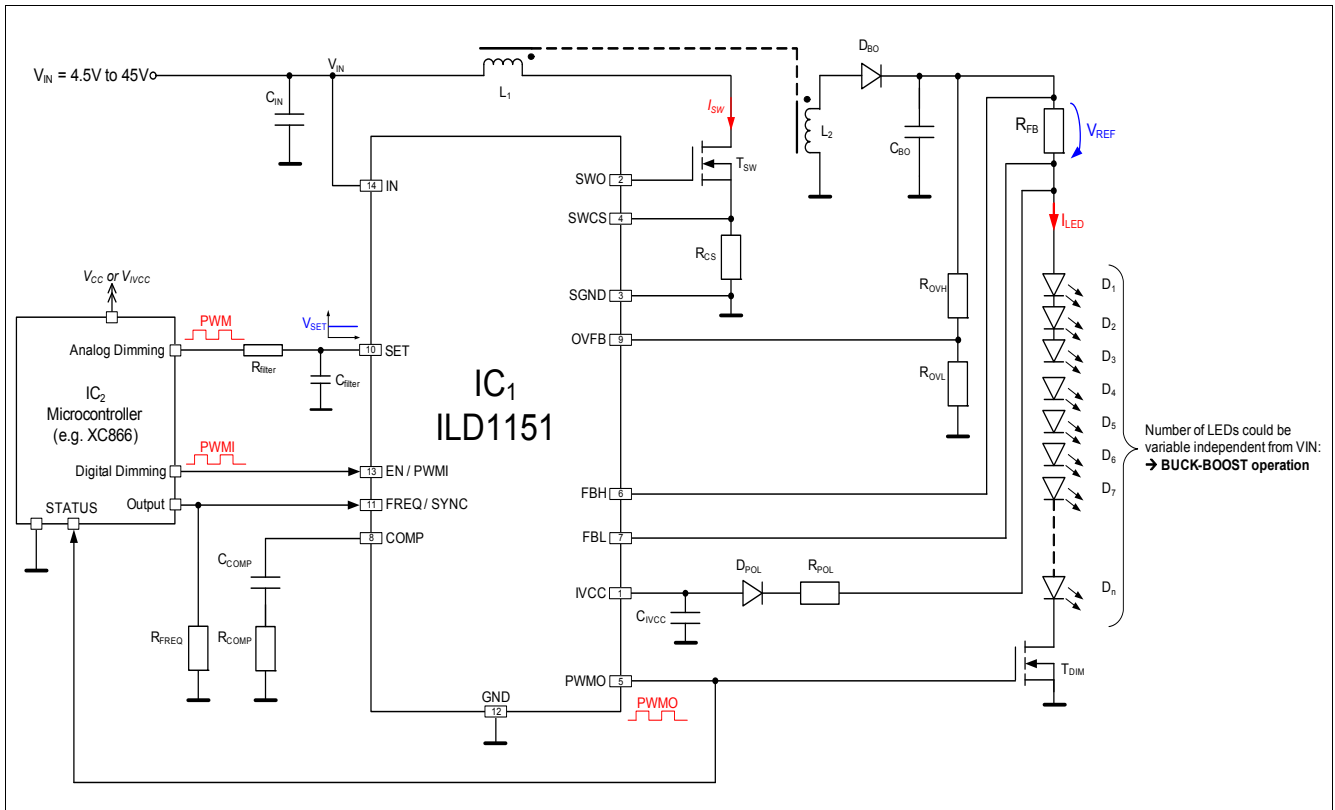 V_IN = 4.5V to 45V
C_IN
V_IN
L_1
I_SW
L_2
D_BO
C_BO
R_FB
V_REF
T_SW
R_CS
I_LED
14 IN
SWO 2
SWCS 4
SGND 3
OVFB 9
R_OVH
R_OVL
V_CC or V_IVCC
PWM
V_SET
Analog Dimming
R_filter
C_filter
10 SET
IC_2
Microcontroller
(e.g. XC866)
IC_1
ILD1151
PWMI
Digital Dimming
13 EN / PWMI
Output
11 FREQ / SYNC
STATUS
8 COMP
C_COMP
R_FREQ
R_COMP
FBH 6
FBL 7
IVCC 1
D_POL
R_POL
C_IVCC
PWMO 5
PWMO
GND
12
T_DIM
D_1
D_2
D_3
D_4
D_5
D_6
D_7
D_n
Number of LEDs could be
variable independent from VIN:
➔ BUCK-BOOST operation